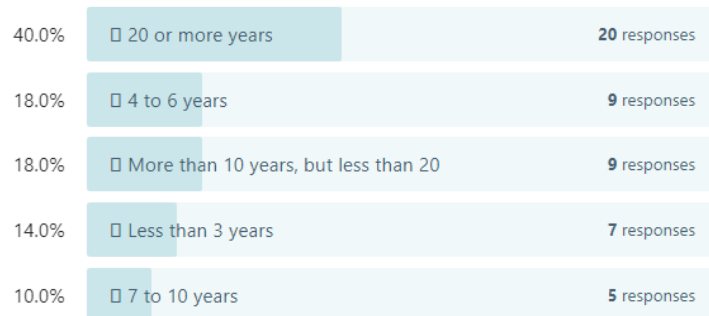 40.0% 20 or more years 20 responses
18.0% 4 to 6 years 9 responses
18.0% More than 10 years, but less than 20 9 responses
14.0% Less than 3 years 7 responses
10.0% 7 to 10 years 5 responses